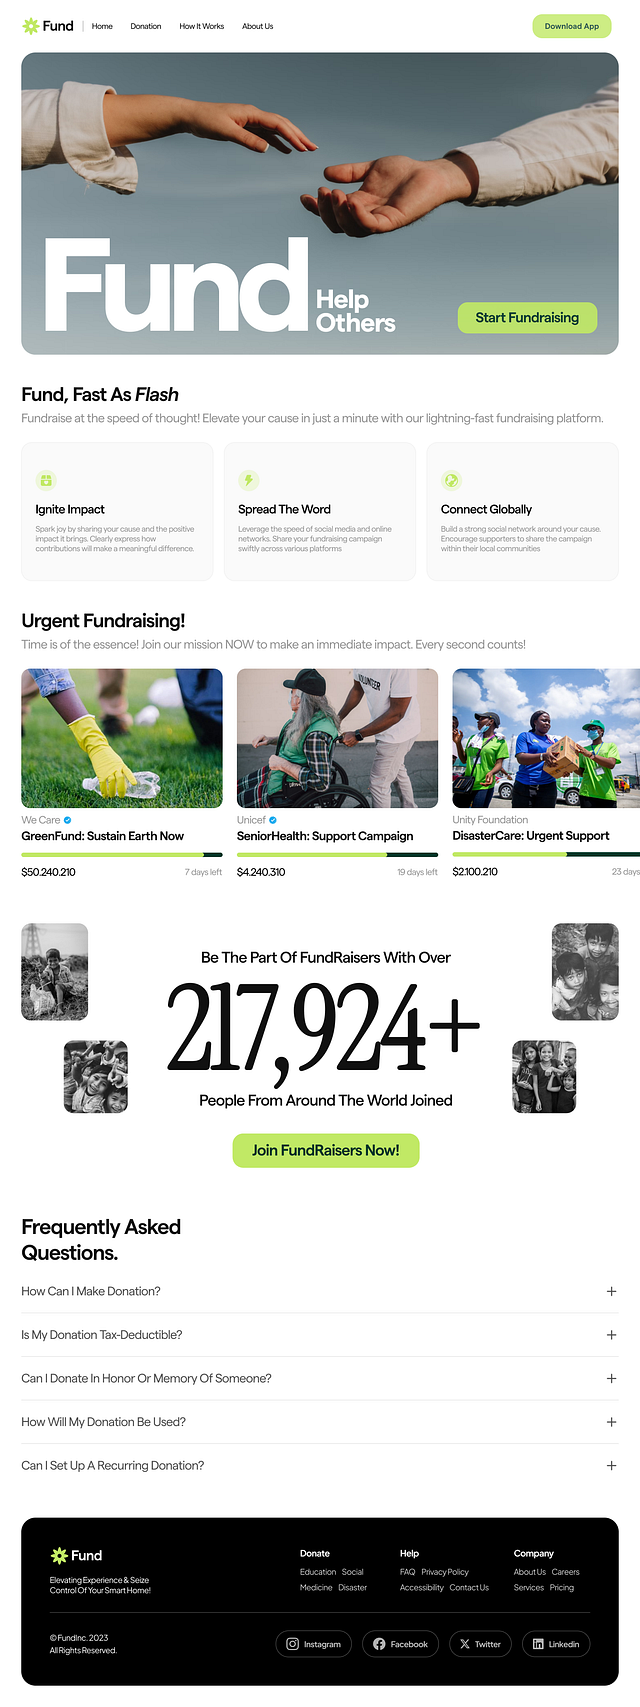 Fund
Home
Donation
How It Works
About Us
Download App
Fund
Help
Others
Start Fundraising
Fund, Fast As Flash
Fundraise at the speed of thought! Elevate your cause in just a minute with our lightning-fast fundraising platform.
Ignite Impact
Spark joy by sharing your cause and the positive
impact it brings. Clearly express how
contributions will make a meaningful difference.
Spread The Word
Leverage the speed of social media and online
networks. Share your fundraising campaign
swiftly across various platforms
Connect Globally
Build a strong social network around your cause.
Encourage supporters to share the campaign
within their local communities
Urgent Fundraising!
Time is of the essence! Join our mission NOW to make an immediate impact. Every second counts!
VOLUNTEER
We Care
GreenFund: Sustain Earth Now
$50.240.210
7 days left
Unicef
SeniorHealth: Support Campaign
$4.240.310
19 days left
Unity Foundation
DisasterCare: Urgent Support
$2.100.210
23 days
Be The Part Of FundRaisers With Over
217,924+
People From Around The World Joined
Join FundRaisers Now!
Frequently Asked
Questions.
How Can I Make Donation?
Is My Donation Tax-Deductible?
Can I Donate In Honor Or Memory Of Someone?
How Will My Donation Be Used?
Can I Set Up A Recurring Donation?
Fund
Elevating Experience & Seize
Control Of Your Smart Home!
Donate
Education Social
Medicine Disaster
Help
FAQ Privacy Policy
Accessibility Contact Us
Company
About Us Careers
Services Pricing
© FundInc. 2023
All Rights Reserved.
Instagram
Facebook
Twitter
Linkedin